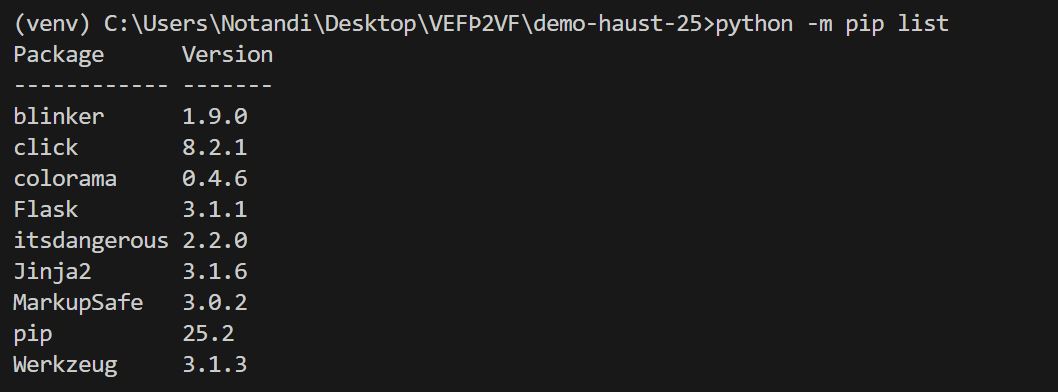 (venv) C:\Users\Notandi\Desktop\VEFÞ2VF\demo-haust-25>python -m pip list
Package      Version
------------ -------
blinker      1.9.0
click        8.2.1
colorama     0.4.6
Flask        3.1.1
itsdangerous 2.2.0
Jinja2       3.1.6
MarkupSafe   3.0.2
pip          25.2
Werkzeug     3.1.3